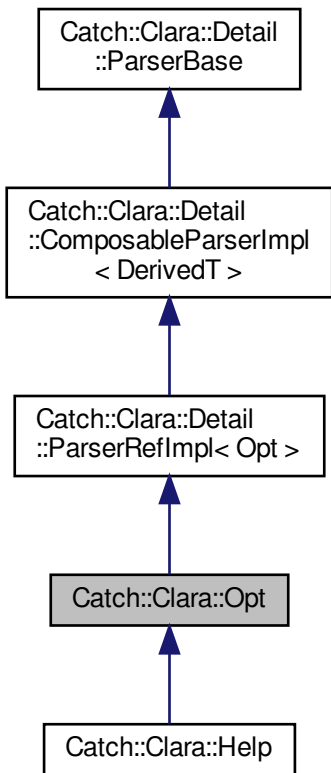 Catch::Clara::Detail
::ParserBase
Catch::Clara::Detail
::ComposableParserImpl
< DerivedT >
Catch::Clara::Detail
::ParserRefImpl< Opt >
Catch::Clara::Opt
Catch::Clara::Help